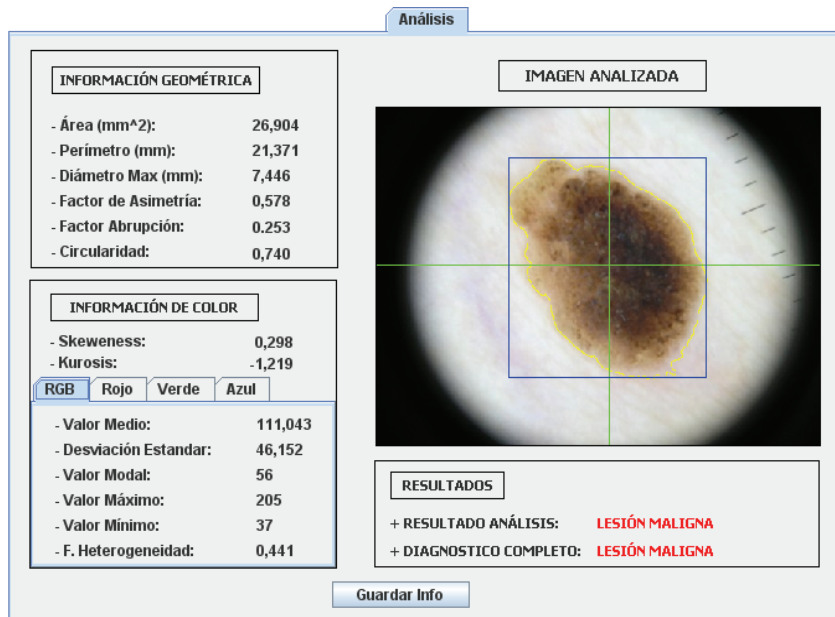 Análisis
INFORMACIÓN GEOMÉTRICA
- Área (mm^2): 26,904
- Perímetro (mm): 21,371
- Diámetro Max (mm): 7,446
- Factor de Asimetría: 0,578
- Factor Abrupción: 0.253
- Circularidad: 0,740
INFORMACIÓN DE COLOR
- Skeweness: 0,298
- Kurosis: -1,219
RGB Rojo Verde Azul
- Valor Medio: 111,043
- Desviación Estandar: 46,152
- Valor Modal: 56
- Valor Máximo: 205
- Valor Mínimo: 37
- F. Heterogeneidad: 0,441
IMAGEN ANALIZADA
RESULTADOS
+ RESULTADO ANÁLISIS: LESIÓN MALIGNA
+ DIAGNOSTICO COMPLETO: LESIÓN MALIGNA
Guardar Info